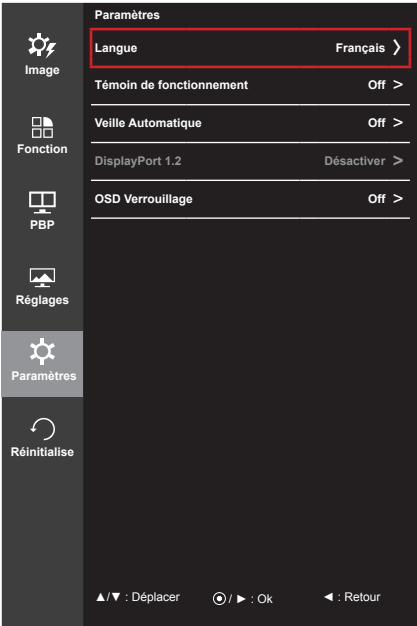 Image
Fonction
PBP
Réglages
Paramètres
Réinitialise
Paramètres
Langue Français >
Témoin de fonctionnement Off >
Veille Automatique Off >
DisplayPort 1.2 Désactiver >
OSD Verrouillage Off >
▲/▼ : Déplacer ⦿ / ► : Ok ◄ : Retour